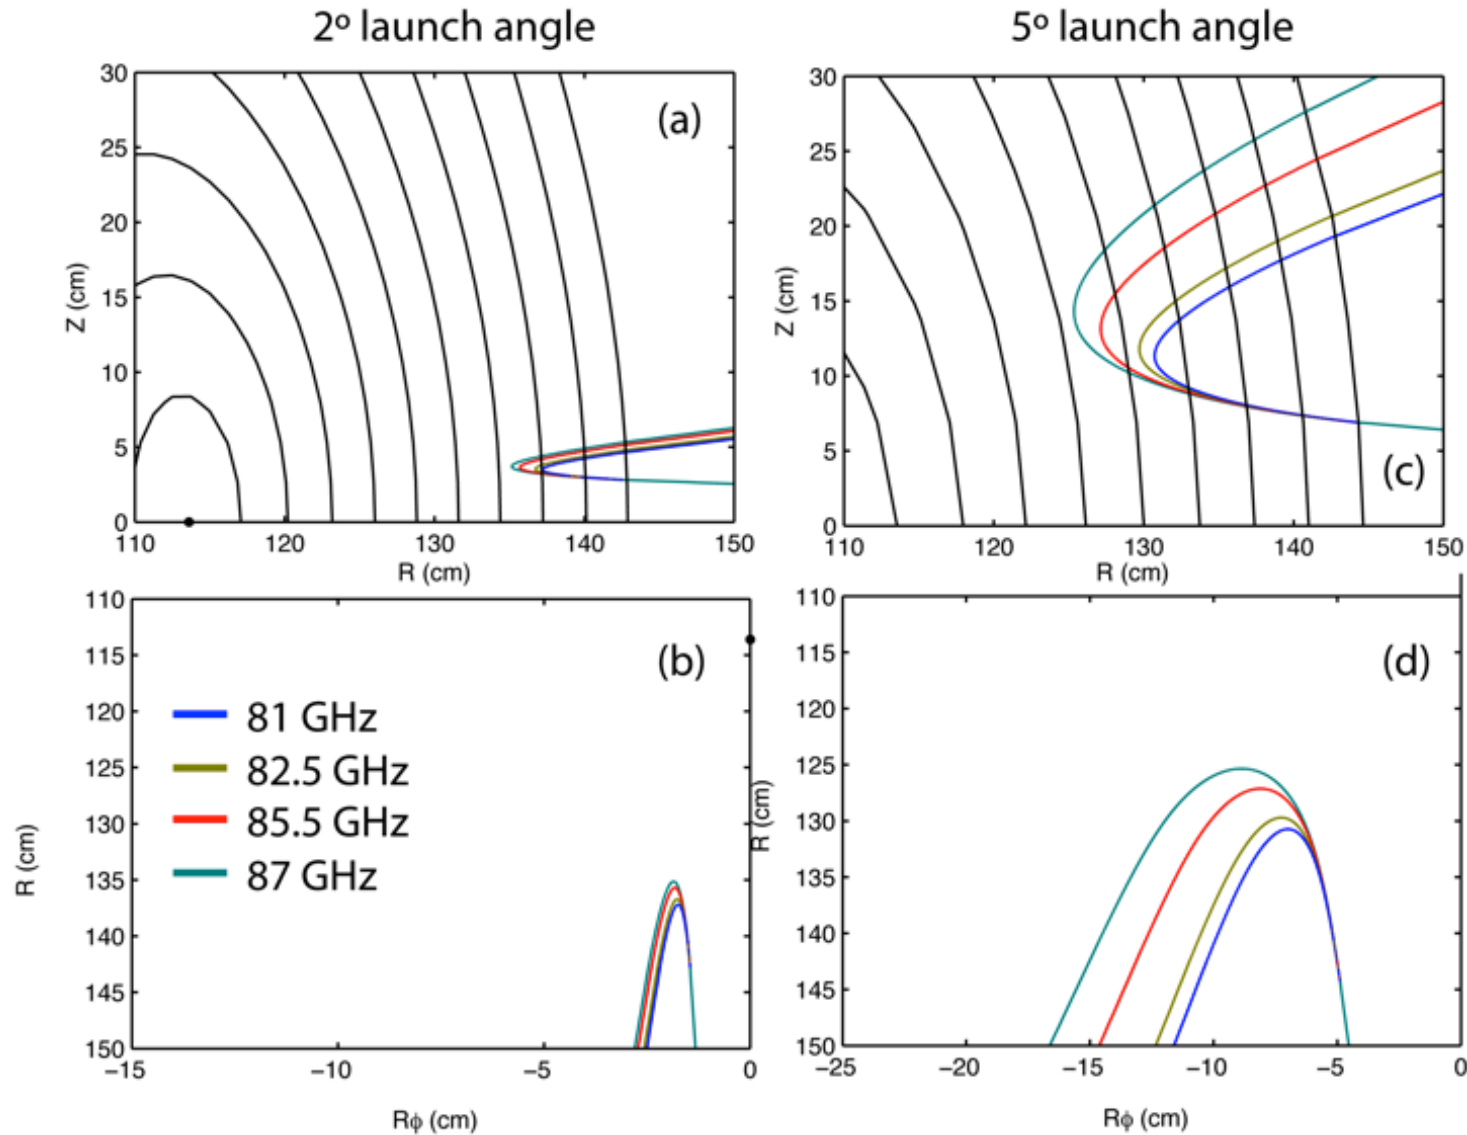 2º launch angle
5º launch angle
30
25
20
15
10
5
0
Z (cm)
(a)
110
120
130
140
150
R (cm)
30
25
20
15
10
5
0
Z (cm)
(c)
110
120
130
140
150
R (cm)
110
115
120
125
130
135
140
145
150
R (cm)
(b)
81 GHz
82.5 GHz
85.5 GHz
87 GHz
−15
−10
−5
0
Rϕ (cm)
110
115
120
125
130
135
140
145
150
R (cm)
(d)
−25
−20
−15
−10
−5
0
Rϕ (cm)